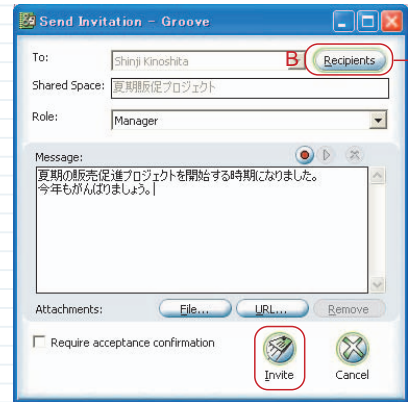 Send Invitation - Groove
To: Shinji Kinoshita B Recipients
Shared Space: 夏期販促プロジェクト
Role: Manager
Message:
夏期の販売促進プロジェクトを開始する時期になりました。
今年もがんばりましょう。
Attachments: File... URL... Remove
Require acceptance confirmation
Invite Cancel